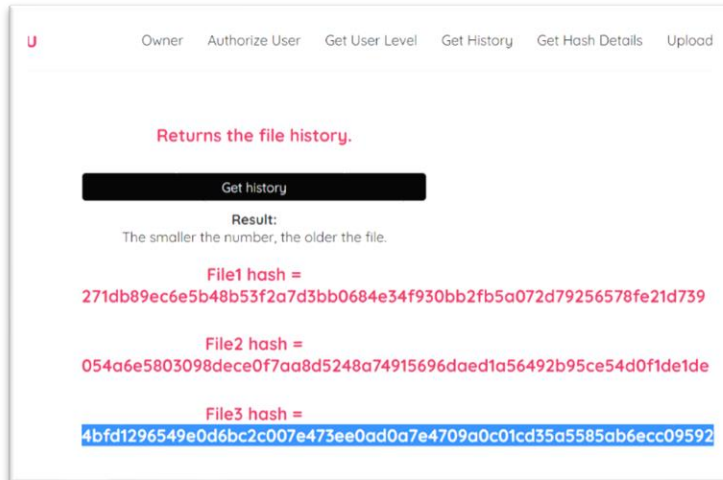 U Owner Authorize User Get User Level Get History Get Hash Details Upload
Returns the file history.
Get history
Result:
The smaller the number, the older the file.
File1 hash =
271db89ec6e5b48b53f2a7d3bb0684e34f930bb2fb5a072d79256578fe21d739
File2 hash =
054a6e5803098dece0f7aa8d5248a74915696daed1a56492b95ce54d0f1de1de
File3 hash =
4bfd1296549e0d6bc2c007e473ee0ad0a7e4709a0c01cd35a5585ab6ecc09592